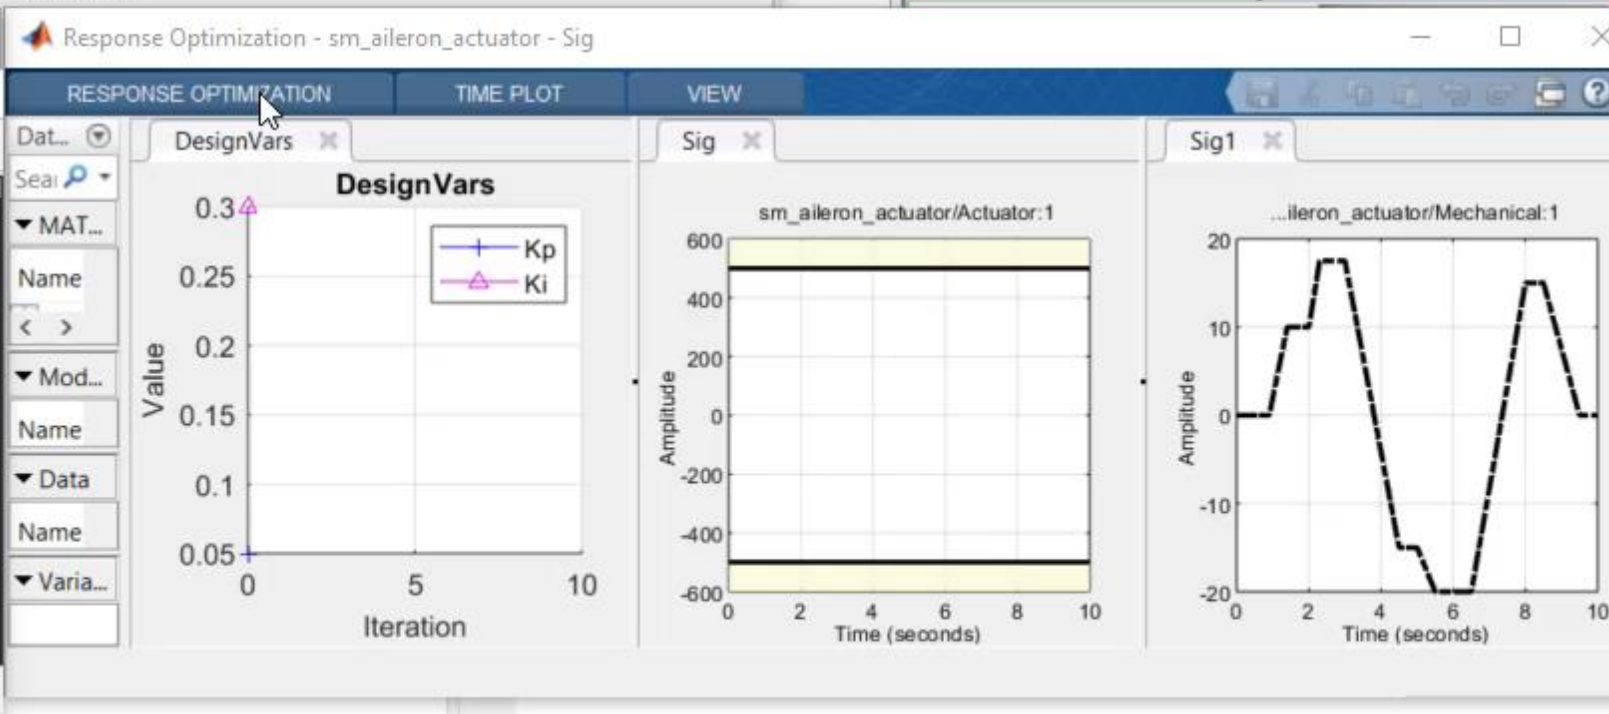 Response Optimization - sm_aileron_actuator - Sig
RESPONSE OPTIMIZATION TIME PLOT VIEW
Dat...
Sear
MAT...
Name
Mod...
Name
Data
Name
Varia...
DesignVars
DesignVars
0.3
0.25
0.2
0.15
0.1
0.05
Value
0 5 10
Iteration
Kp
Ki
Sig
sm_aileron_actuator/Actuator:1
600
400
200
0
-200
-400
-600
Amplitude
0 2 4 6 8 10
Time (seconds)
Sig1
...ileron_actuator/Mechanical:1
20
10
0
-10
-20
Amplitude
0 2 4 6 8 10
Time (seconds)